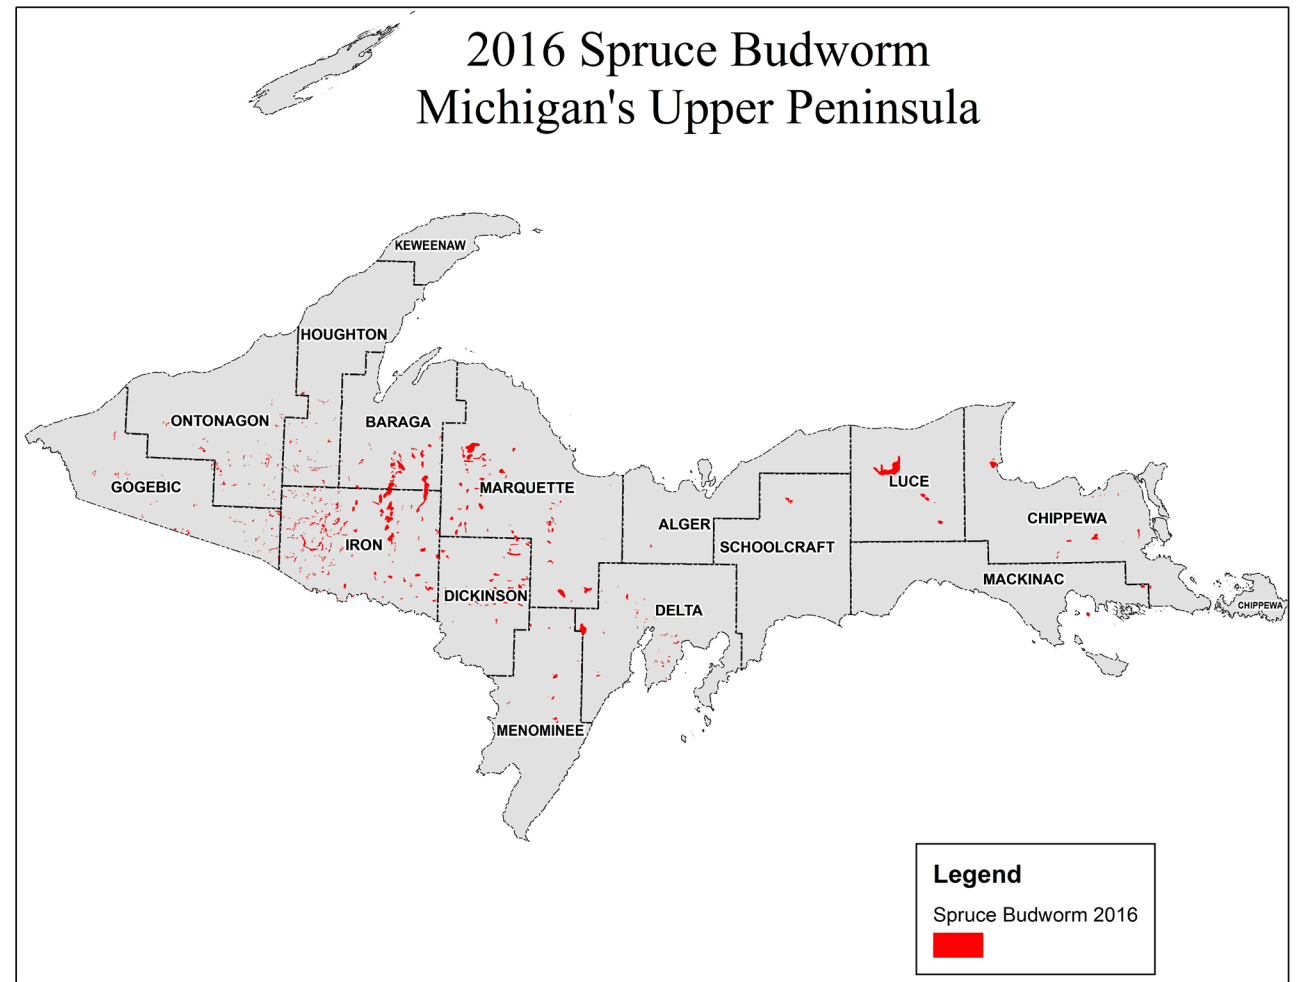 2016 Spruce Budworm
Michigan's Upper Peninsula
KEWEENAW
HOUGHTON
ONTONAGON
BARAGA
GOGEBIC
MARQUETTE
LUCE
ALGER
CHIPPEWA
IRON
SCHOOLCRAFT
MACKINAC
DICKINSON
DELTA
CHIPPEWA
MENOMINEE
Legend
Spruce Budworm 2016